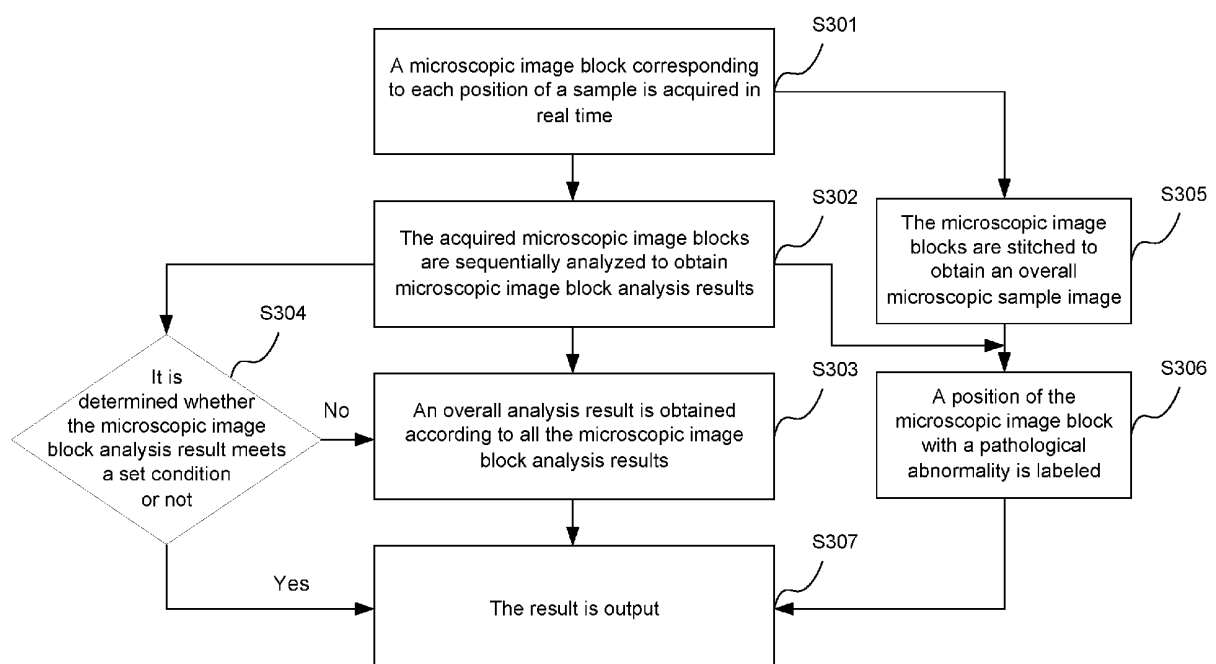 S301
A microscopic image block corresponding
to each position of a sample is acquired in
real time
S302
The acquired microscopic image blocks
are sequentially analyzed to obtain
microscopic image block analysis results
S305
The microscopic image
blocks are stitched to
obtain an overall
microscopic sample image
S304
It is
determined whether
the microscopic image
block analysis result meets
a set condition
or not
No
S303
An overall analysis result is obtained
according to all the microscopic image
block analysis results
S306
A position of the
microscopic image block
with a pathological
abnormality is labeled
Yes
S307
The result is output